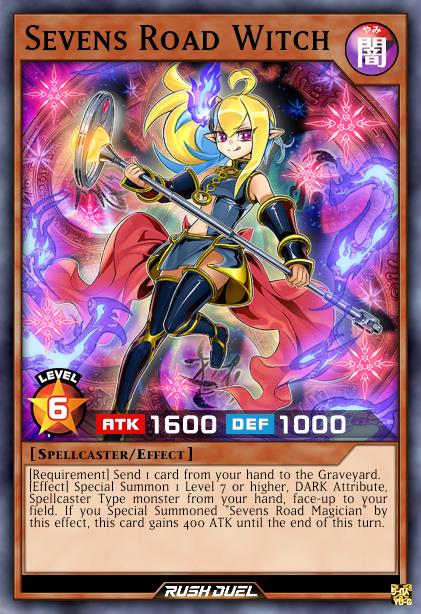 Sevens Road Witch
やみ
闇
LEVEL
6
ATK 1600 DEF 1000
[Spellcaster/Effect]
[Requirement] Send 1 card from your hand to the Graveyard.
[Effect] Special Summon 1 Level 7 or higher, DARK Attribute,
Spellcaster Type monster from your hand, face-up to your
field. If you Special Summoned "Sevens Road Magician" by
this effect, this card gains 400 ATK until the end of this turn.
RUSH DUEL